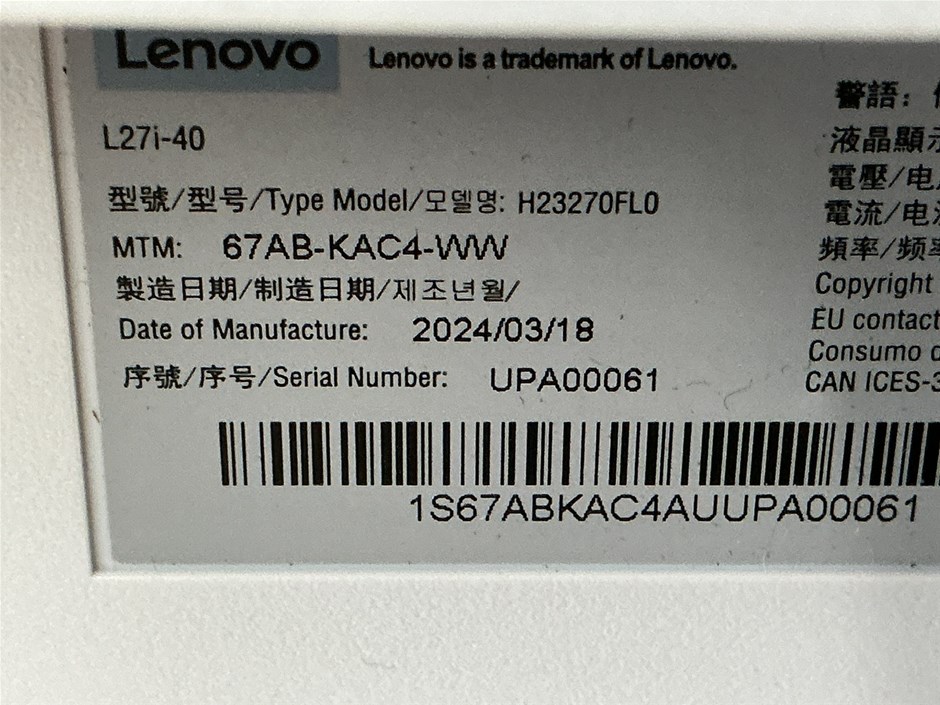 Lenovo
Lenovo is a trademark of Lenovo.
L27i-40
型號/型号/Type Model/모델명: H23270FL0
MTM: 67AB-KAC4-WW
製造日期/制造日期/제조년월/
Date of Manufacture: 2024/03/18
序號/序号/Serial Number: UPA00061
1S67ABKAC4AUUPA00061
警語：
液晶顯示
電壓/电
電流/电
頻率/频率
Copyright
EU contact
Consumo
CAN ICES-3